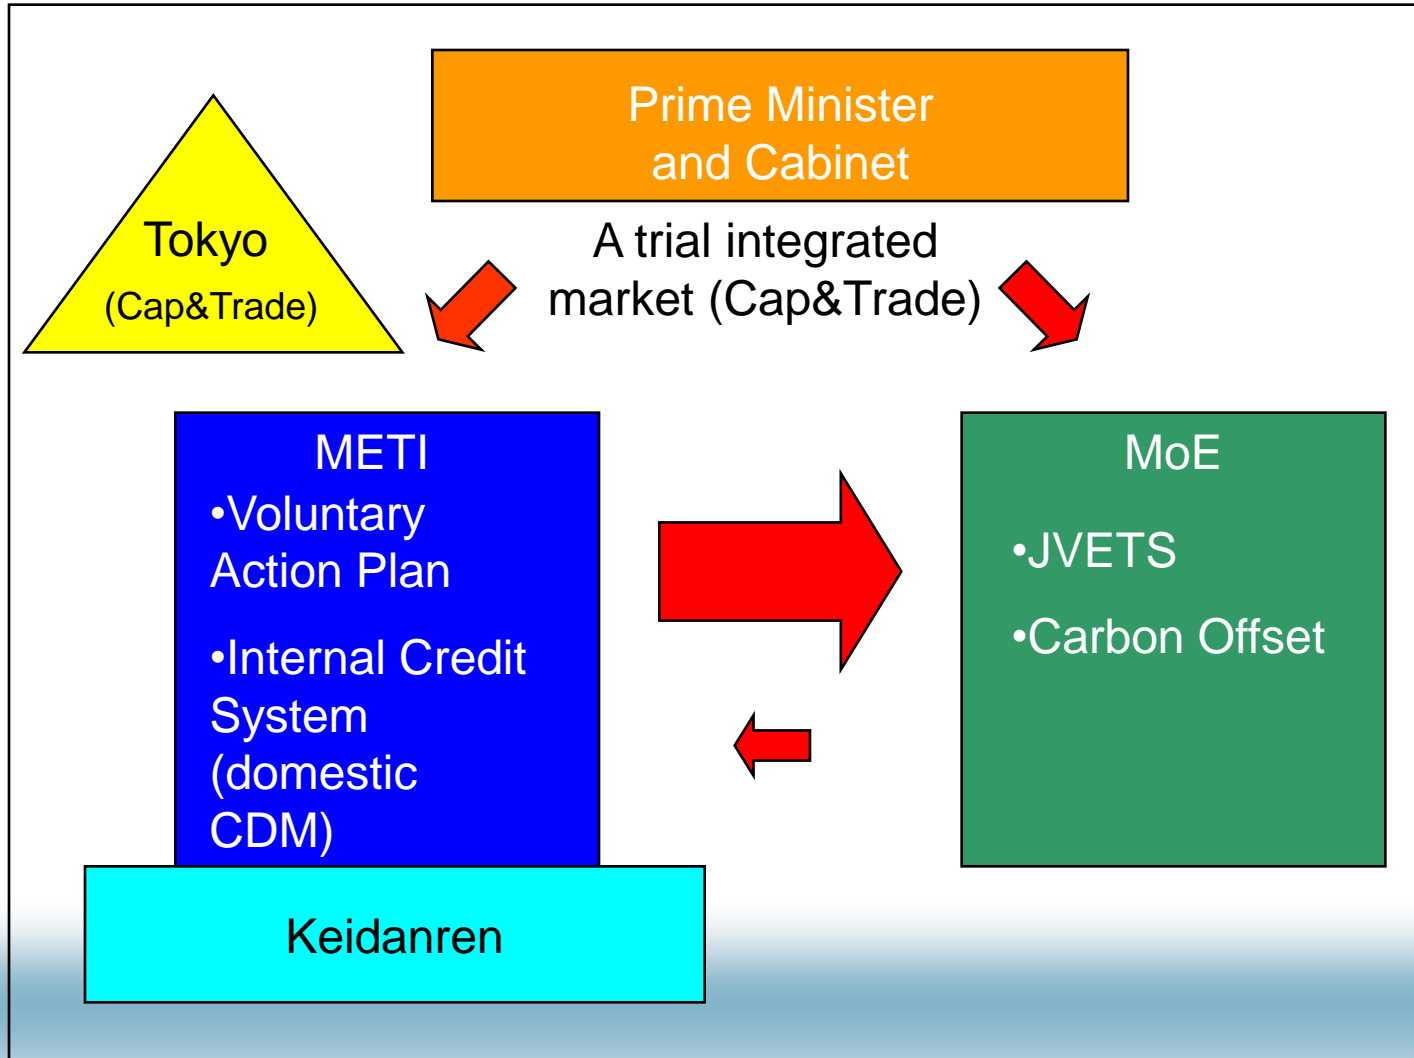 Prime Minister
and Cabinet
Tokyo
(Cap&Trade)
A trial integrated
market (Cap&Trade)
METI
•Voluntary
Action Plan
•Internal Credit
System
(domestic
CDM)
MoE
•JVETS
•Carbon Offset
Keidanren